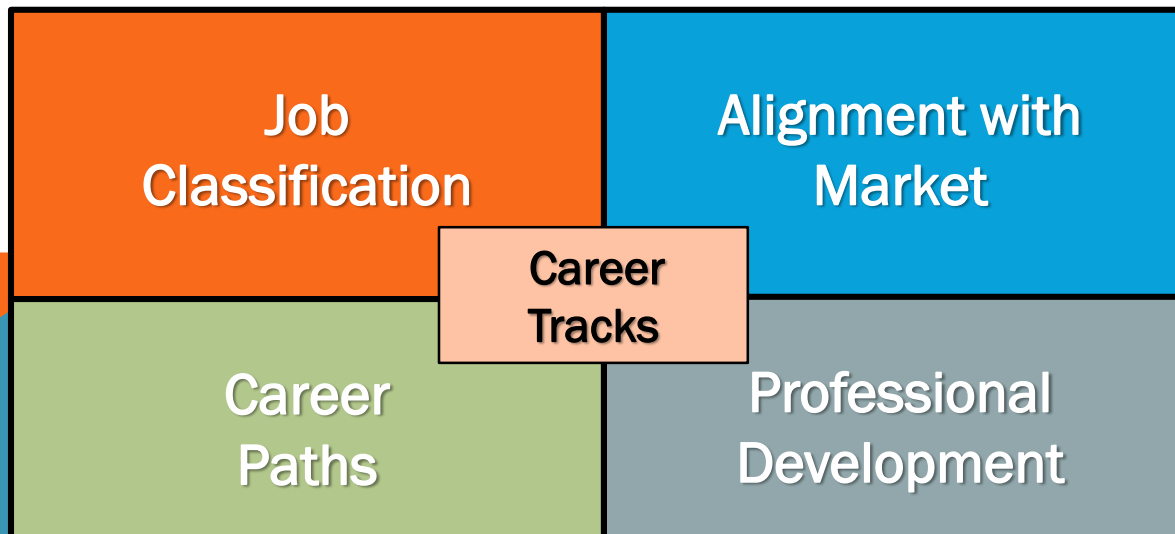 Job
Classification
Alignment with
Market
Career
Tracks
Career
Paths
Professional
Development